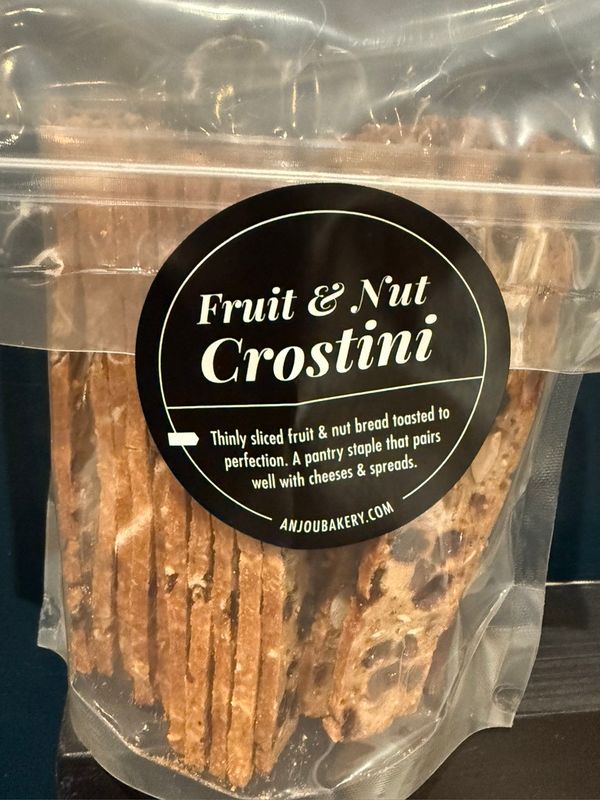 Fruit & Nut
Crostini
Thinly sliced fruit & nut bread toasted to
perfection. A pantry staple that pairs
well with cheeses & spreads.
ANJOUBAKERY.COM